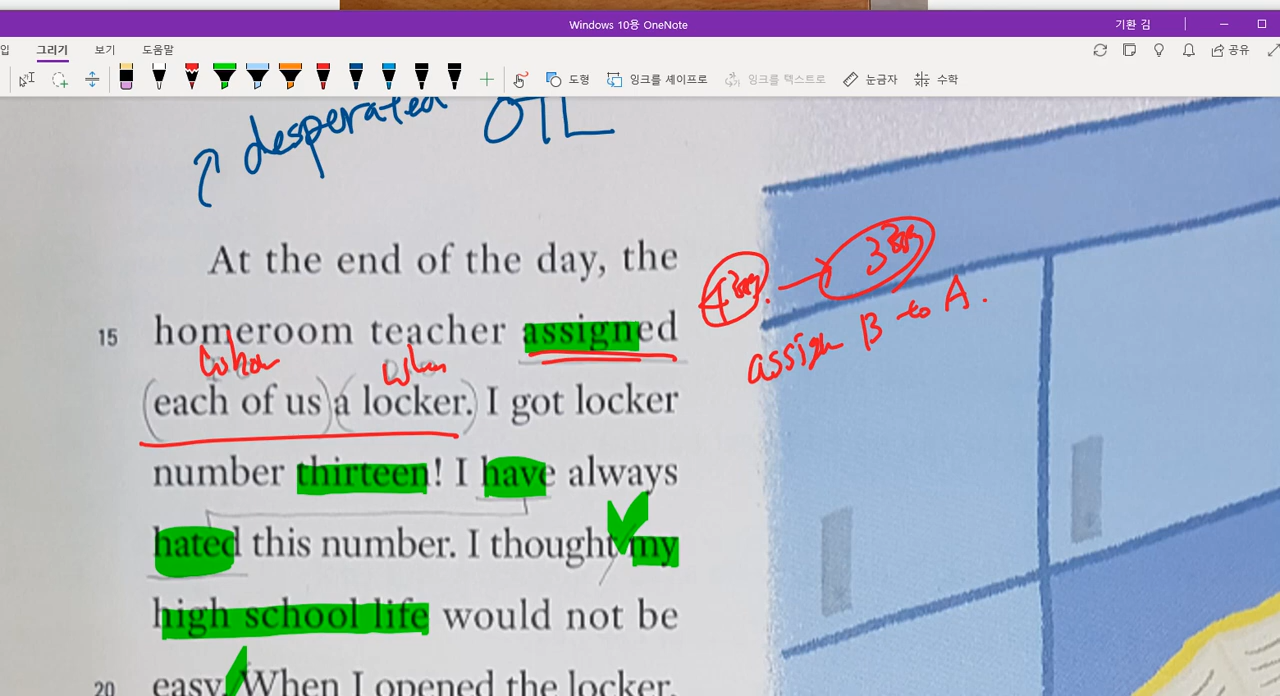 Windows 10용 OneNote
기환 김
입 그리기 보기 도움말
공유
도형 잉크를 셰이프로 잉크를 텍스트로 눈금자 수학
desperated OTL
At the end of the day, the
15 homeroom teacher assigned
each of us a locker. I got locker
number thirteen! I have always
hated this number. I thought my
high school life would not be
20 easy. When I opened the locker,
assign B to A.